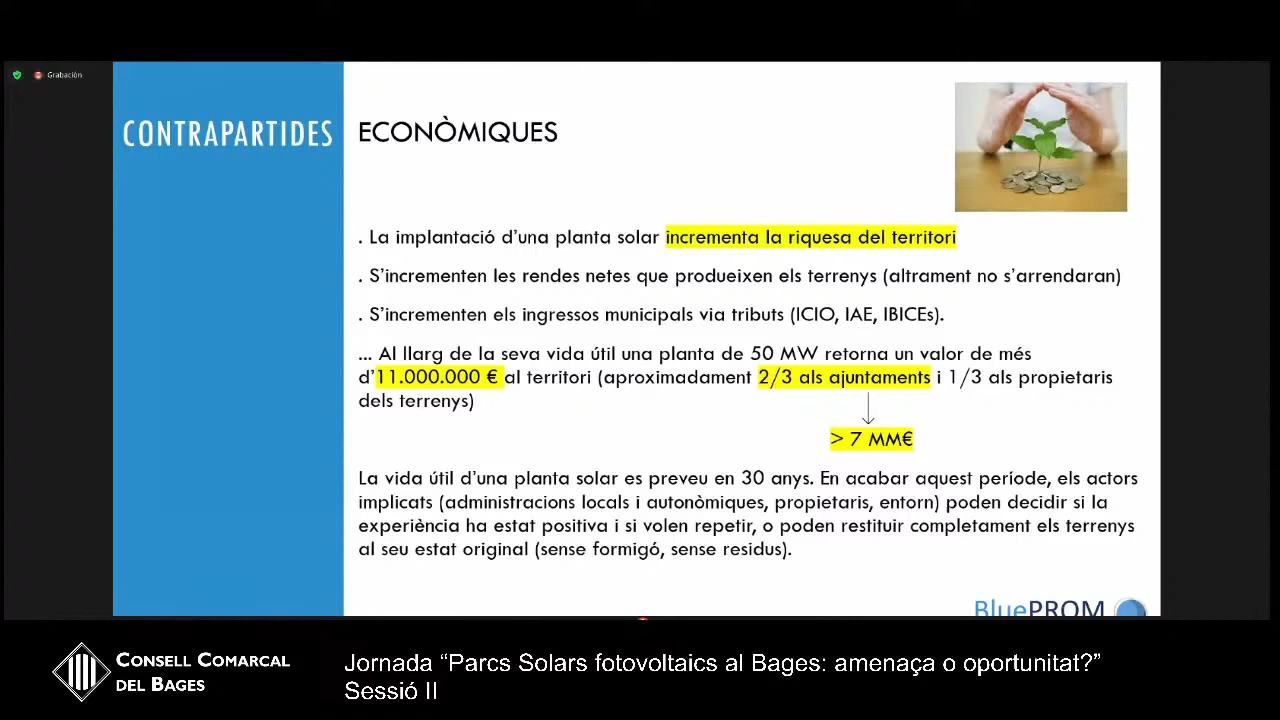 Grabación
CONTRAPARTIDES
ECONÒMIQUES
. La implantació d'una planta solar incrementa la riquesa del territori
. S'incrementen les rendes netes que produeixen els terrenys (altrament no s'arrendaran)
. S'incrementen els ingressos municipals via tributs (ICIO, IAE, IBICEs).
... Al llarg de la seva vida útil una planta de 50 MW retorna un valor de més
d'11.000.000 € al territori (aproximadament 2/3 als ajuntaments i 1/3 als propietaris
dels terrenys)
> 7 MM€
La vida útil d'una planta solar es preveu en 30 anys. En acabar aquest període, els actors
implicats (administracions locals i autonòmiques, propietaris, entorn) poden decidir si la
experiència ha estat positiva i si volen repetir, o poden restituir completament els terrenys
al seu estat original (sense formigó, sense residus).
BluePROM
CONSELL COMARCAL
DEL BAGES
Jornada “Parcs Solars fotovoltaics al Bages: amenaça o oportunitat?”
Sessió II